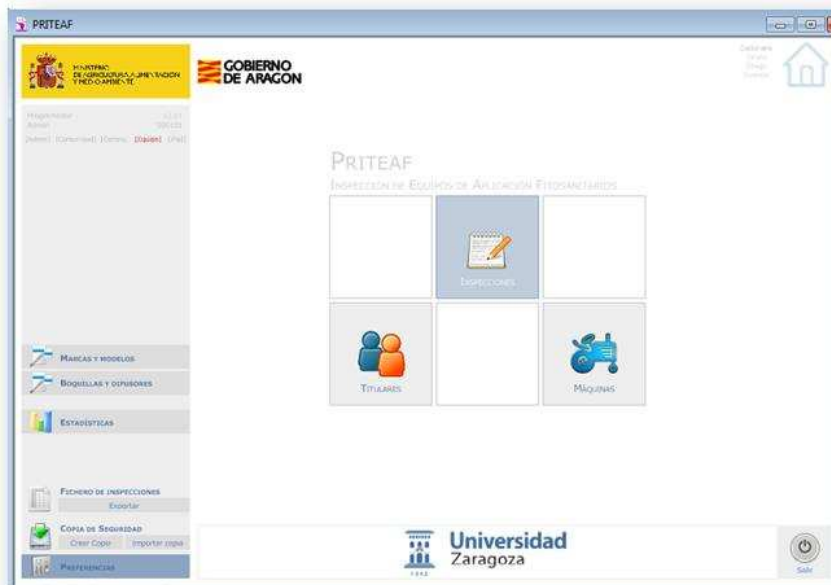 PRITEAF
MINISTERIO
DE AGRICULTURA, ALIMENTACIÓN
Y MEDIO AMBIENTE
GOBIERNO
DE ARAGON
PRITEAF
INSPECCIÓN DE EQUIPOS DE APLICACIÓN FITOSANITARIOS
INSPECCIONES
TITULARES
MÁQUINAS
MARCAS Y MODELOS
BOQUILLAS Y DIFUSORES
ESTADÍSTICAS
FICHERO DE INSPECCIONES
Exportar
COPIA DE SEGURIDAD
Crear Copia
Importar copia
PREFERENCIAS
Universidad
Zaragoza
1542
Salir